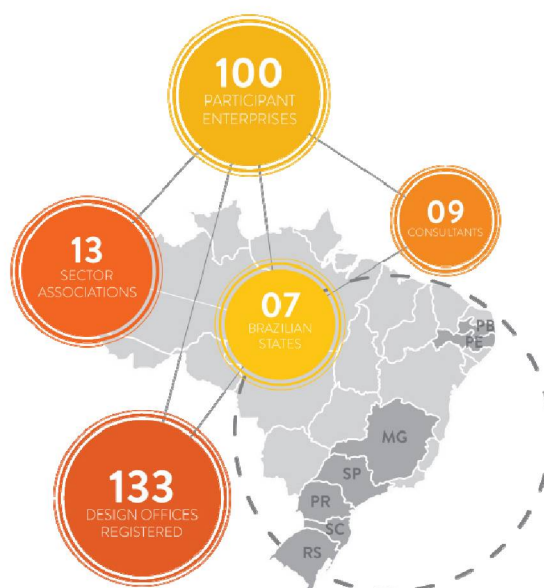 100
PARTICIPANT
ENTERPRISES
09
CONSULTANTS
13
SECTOR
ASSOCIATIONS
07
BRAZILIAN
STATES
PB
PE
MG
SP
PR
SC
RS
133
DESIGN OFFICES
REGISTERED